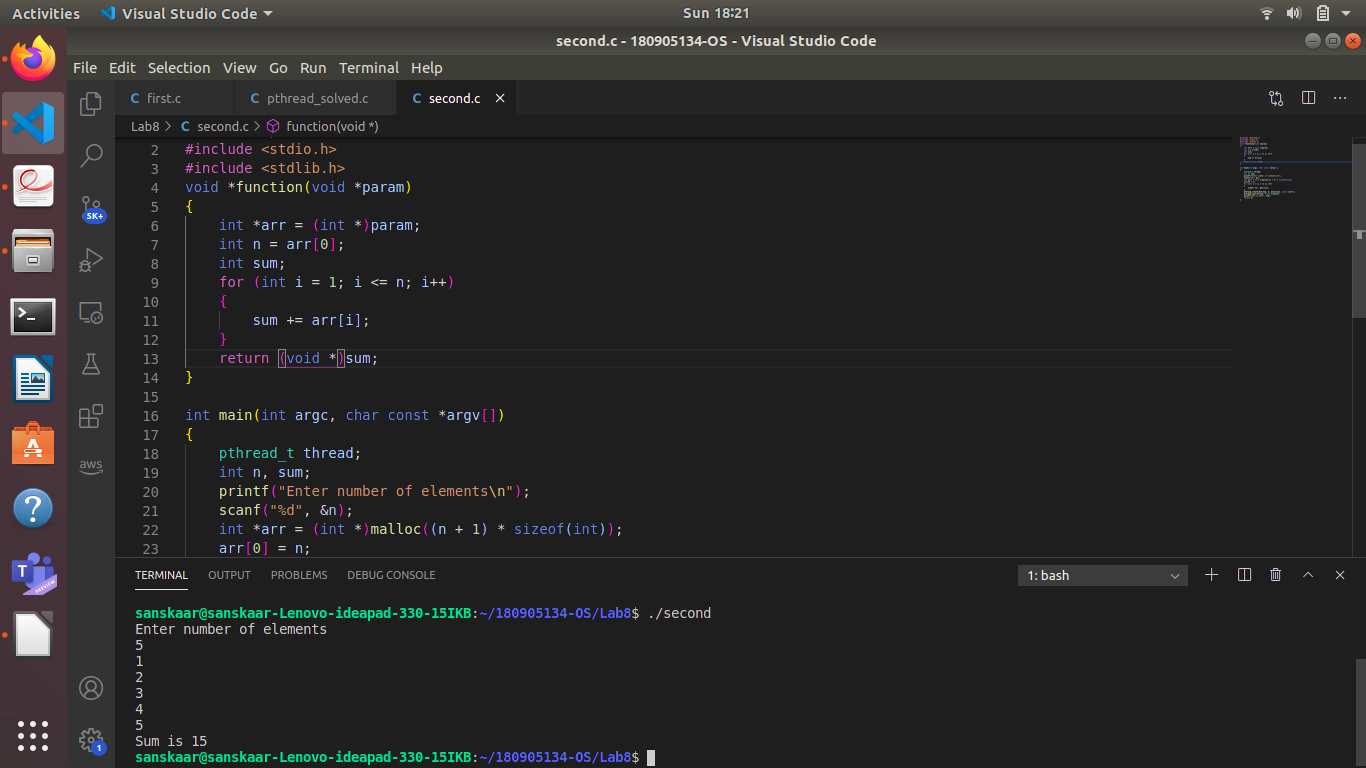 Activities Visual Studio Code Sun 18:21
second.c - 180905134-OS - Visual Studio Code
File Edit Selection View Go Run Terminal Help
C first.c C pthread_solved.c C second.c ×
Lab8 > C second.c > function(void *)
2 #include <stdio.h>
3 #include <stdlib.h>
4 void *function(void *param)
5 {
6 int *arr = (int *)param;
7 int n = arr[0];
8 int sum;
9 for (int i = 1; i <= n; i++)
10 {
11 sum += arr[i];
12 }
13 return (void *)sum;
14 }
15
16 int main(int argc, char const *argv[])
17 {
18 pthread_t thread;
19 int n, sum;
20 printf("Enter number of elements\n");
21 scanf("%d", &n);
22 int *arr = (int *)malloc((n + 1) * sizeof(int));
23 arr[0] = n;
5K+
aws
1
T
PREVIEW
TERMINAL OUTPUT PROBLEMS DEBUG CONSOLE 1: bash
sanskaar@sanskaar-Lenovo-ideapad-330-15IKB:~/180905134-OS/Lab8$ ./second
Enter number of elements
5
1
2
3
4
5
Sum is 15
sanskaar@sanskaar-Lenovo-ideapad-330-15IKB:~/180905134-OS/Lab8$